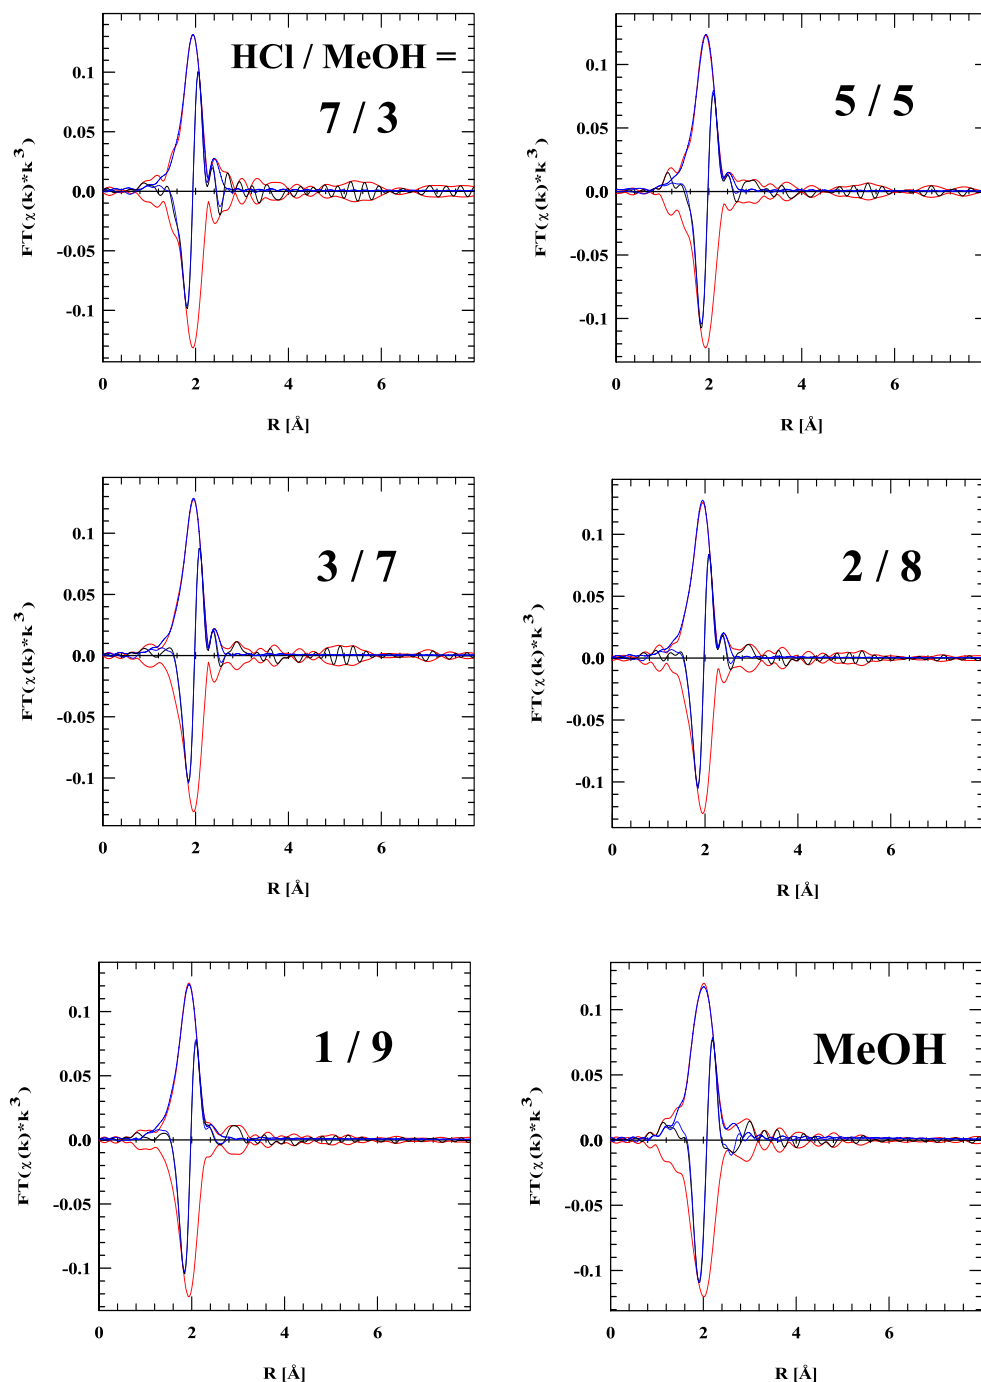 HCl / MeOH =
7 / 3
FT(χ(k)*k³)
0.1
0.05
0.0
-0.05
-0.1
0 2 4 6
R [Å]
5 / 5
FT(χ(k)*k³)
0.1
0.05
0.0
-0.05
-0.1
0 2 4 6
R [Å]
3 / 7
FT(χ(k)*k³)
0.1
0.05
0.0
-0.05
-0.1
0 2 4 6
R [Å]
2 / 8
FT(χ(k)*k³)
0.1
0.05
0.0
-0.05
-0.1
0 2 4 6
R [Å]
1 / 9
FT(χ(k)*k³)
0.1
0.05
0.0
-0.05
-0.1
0 2 4 6
R [Å]
MeOH
FT(χ(k)*k³)
0.1
0.05
0.0
-0.05
-0.1
0 2 4 6
R [Å]